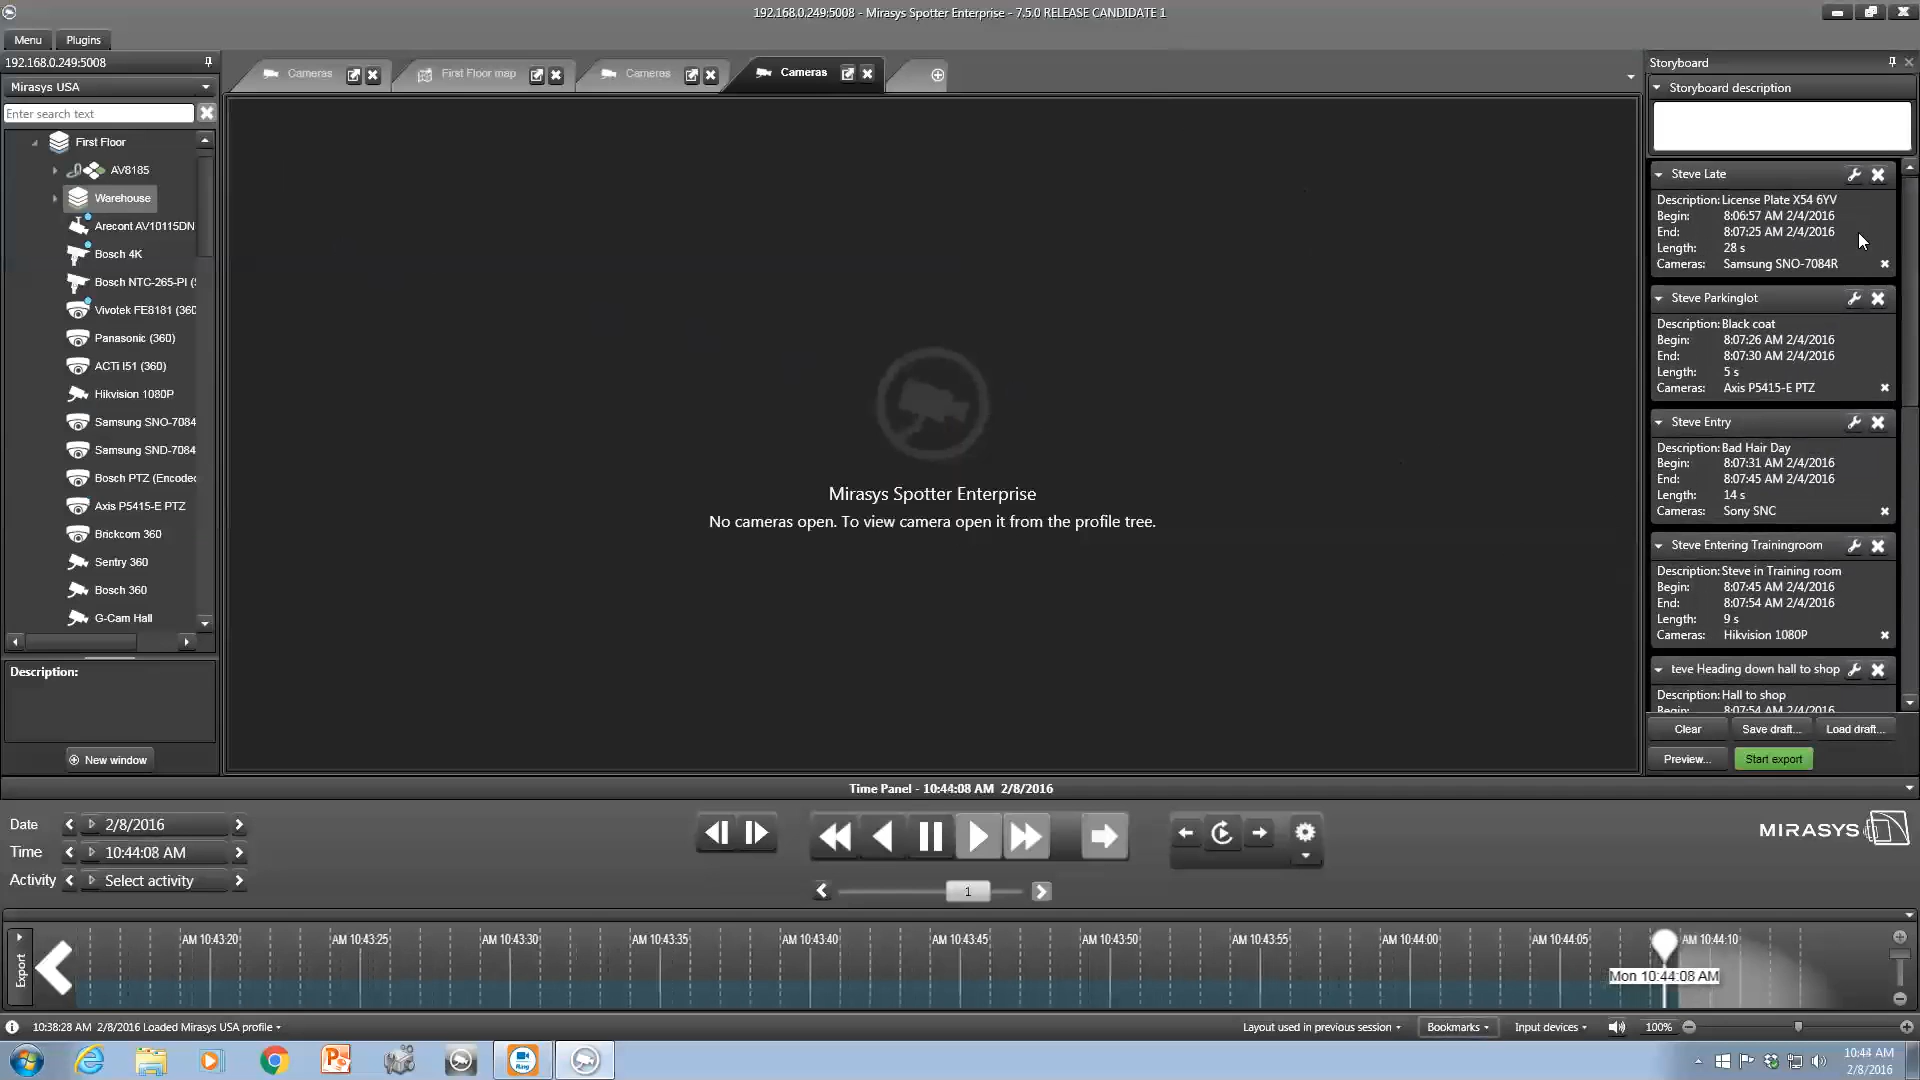 192.168.0.249:5008 - Mirasys Spotter Enterprise - 7.5.0 RELEASE CANDIDATE 1
Menu
Plugins
192.168.0.249:5008
Mirasys USA
Enter search text
First Floor
AV8185
Warehouse
Arecont AV10115DN
Bosch 4K
Bosch NTC-265-PI (
Vivotek FE8181 (360
Panasonic (360)
ACTi I51 (360)
Hikvision 1080P
Samsung SNO-7084
Samsung SND-7084
Bosch PTZ (Encode
Axis P5415-E PTZ
Brickcom 360
Sentry 360
Bosch 360
G-Cam Hall
Description:
New window
Cameras
First Floor map
Cameras
Cameras
Mirasys Spotter Enterprise
No cameras open. To view camera open it from the profile tree.
Storyboard
Storyboard description
Steve Late
Description: License Plate X54 6YV
Begin: 8:06:57 AM 2/4/2016
End: 8:07:25 AM 2/4/2016
Length: 28 s
Cameras: Samsung SNO-7084R
Steve Parkinglot
Description: Black coat
Begin: 8:07:26 AM 2/4/2016
End: 8:07:30 AM 2/4/2016
Length: 5 s
Cameras: Axis P5415-E PTZ
Steve Entry
Description: Bad Hair Day
Begin: 8:07:31 AM 2/4/2016
End: 8:07:45 AM 2/4/2016
Length: 14 s
Cameras: Sony SNC
Steve Entering Trainingroom
Description: Steve in Training room
Begin: 8:07:45 AM 2/4/2016
End: 8:07:54 AM 2/4/2016
Length: 9 s
Cameras: Hikvision 1080P
teve Heading down hall to shop
Description: Hall to shop
Begin: 8:07:54 AM 2/4/2016
Clear
Save draft...
Load draft...
Preview...
Start export
Time Panel - 10:44:08 AM 2/8/2016
Date 2/8/2016
Time 10:44:08 AM
Activity Select activity
1
MIRASYS
Export
AM 10:43:20
AM 10:43:25
AM 10:43:30
AM 10:43:35
AM 10:43:40
AM 10:43:45
AM 10:43:50
AM 10:43:55
AM 10:44:00
AM 10:44:05
AM 10:44:10
Mon 10:44:08 AM
10:38:28 AM 2/8/2016 Loaded Mirasys USA profile
Layout used in previous session
Bookmarks
Input devices
100%
Ring
10:44 AM
2/8/2016